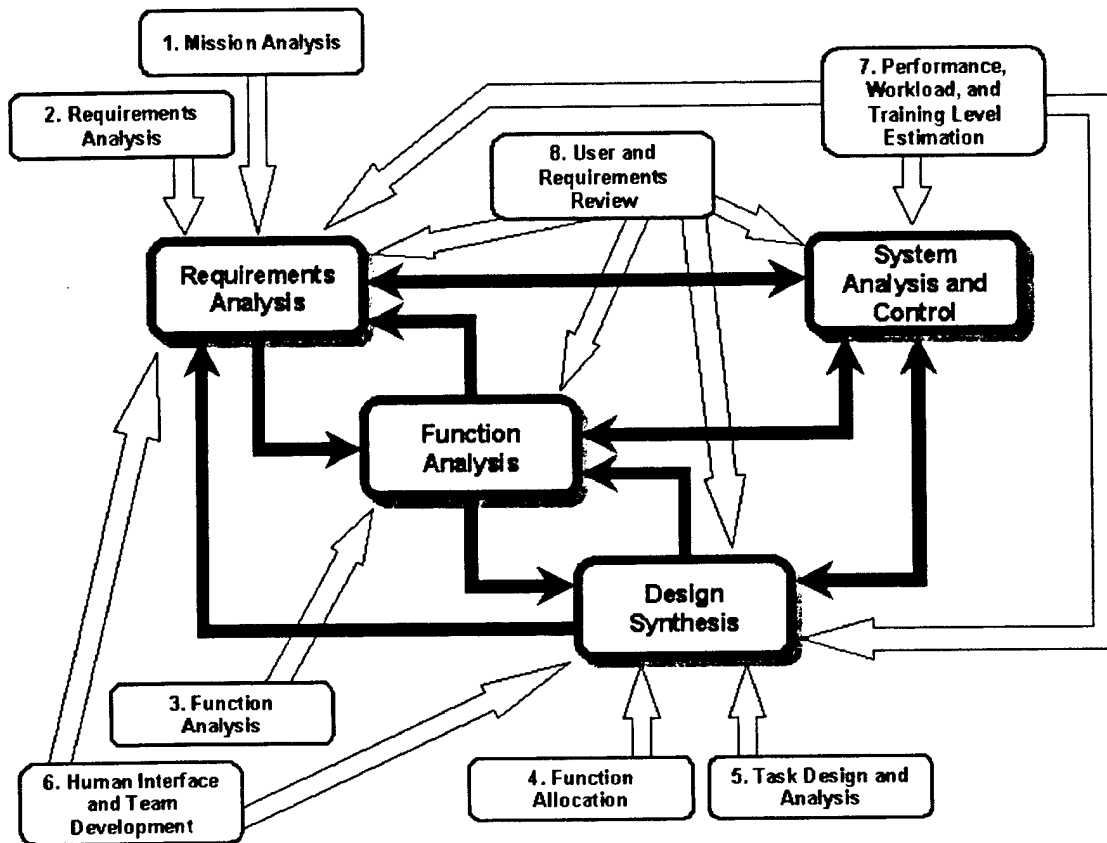 1. Mission Analysis
2. Requirements
Analysis
7. Performance,
Workload, and
Training Level
Estimation
8. User and
Requirements
Review
Requirements
Analysis
System
Analysis and
Control
Function
Analysis
Design
Synthesis
3. Function
Analysis
6. Human Interface
and Team
Development
4. Function
Allocation
5. Task Design and
Analysis